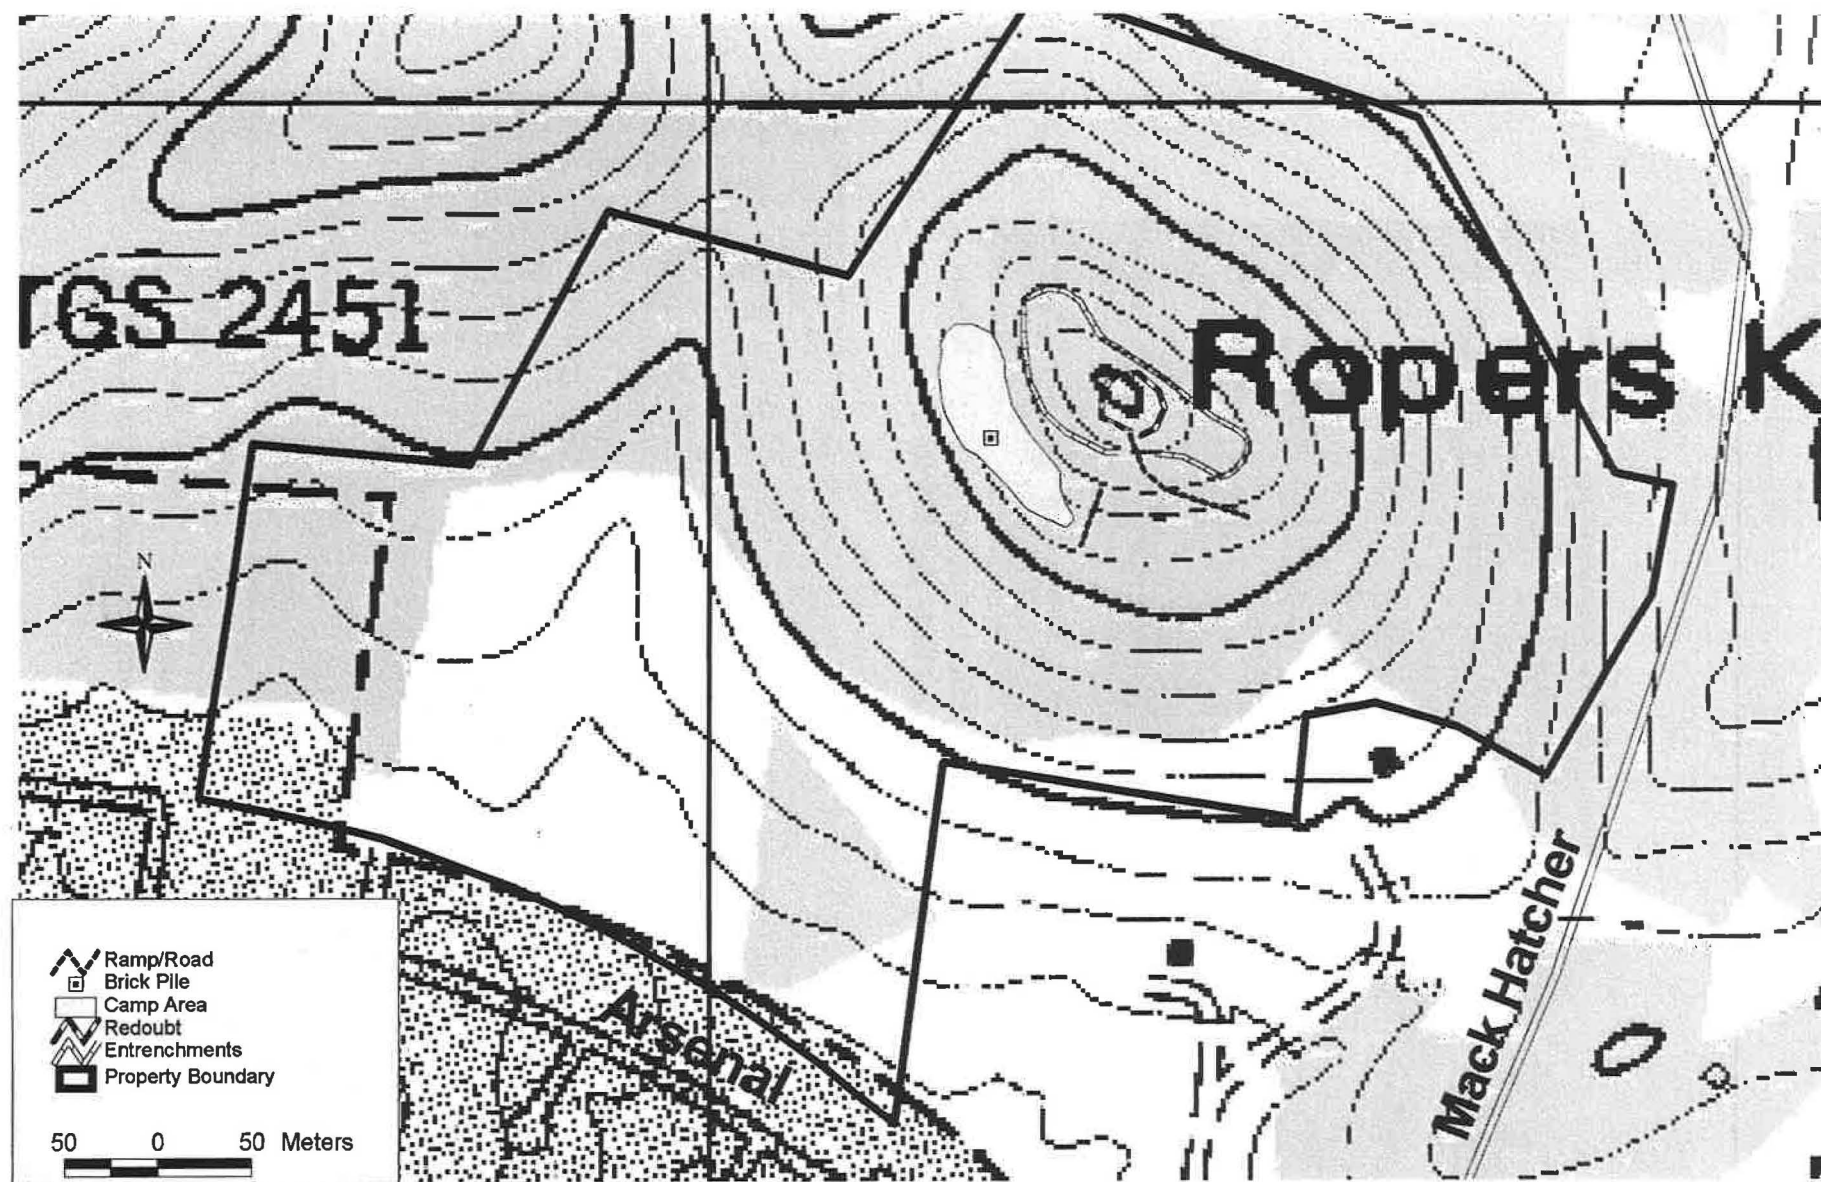 TGS 2451
Ropers K
N
Arsenal
Mack Hatcher
Ramp/Road
Brick Pile
Camp Area
Redoubt
Entrenchments
Property Boundary
50 0 50 Meters